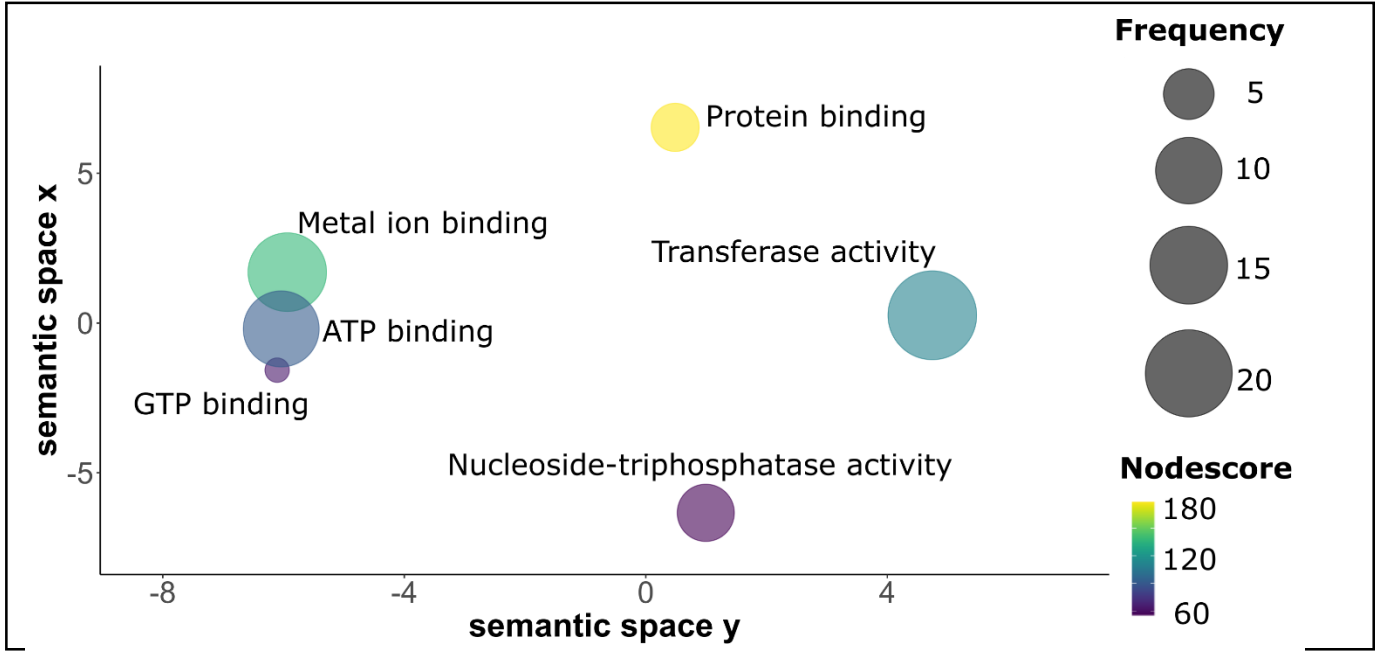 Frequency
5
10
15
20
Protein binding
Metal ion binding
Transferase activity
ATP binding
GTP binding
Nucleoside-triphosphatase activity
semantic space x
5
0
-5
-8
-4
0
4
semantic space y
Nodescore
180
120
60